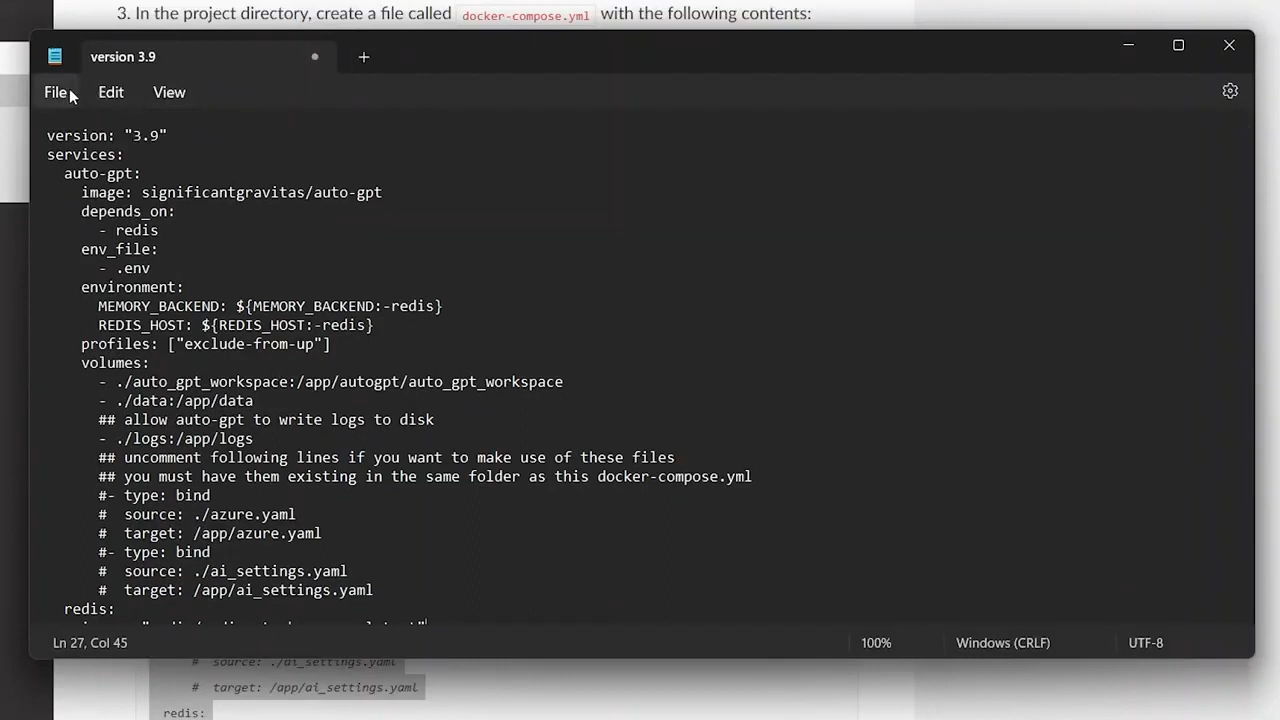 3. In the project directory, create a file called docker-compose.yml with the following contents:
version 3.9
File Edit View
version: "3.9"
services:
auto-gpt:
image: significantgravitas/auto-gpt
depends_on:
- redis
env_file:
- .env
environment:
MEMORY_BACKEND: ${MEMORY_BACKEND:-redis}
REDIS_HOST: ${REDIS_HOST:-redis}
profiles: ["exclude-from-up"]
volumes:
- ./auto_gpt_workspace:/app/autogpt/auto_gpt_workspace
- ./data:/app/data
## allow auto-gpt to write logs to disk
- ./logs:/app/logs
## uncomment following lines if you want to make use of these files
## you must have them existing in the same folder as this docker-compose.yml
#- type: bind
#  source: ./azure.yaml
#  target: /app/azure.yaml
#- type: bind
#  source: ./ai_settings.yaml
#  target: /app/ai_settings.yaml
redis:
Ln 27, Col 45 100% Windows (CRLF) UTF-8
#  source: ./ai_settings.yaml
#  target: /app/ai_settings.yaml
redis: